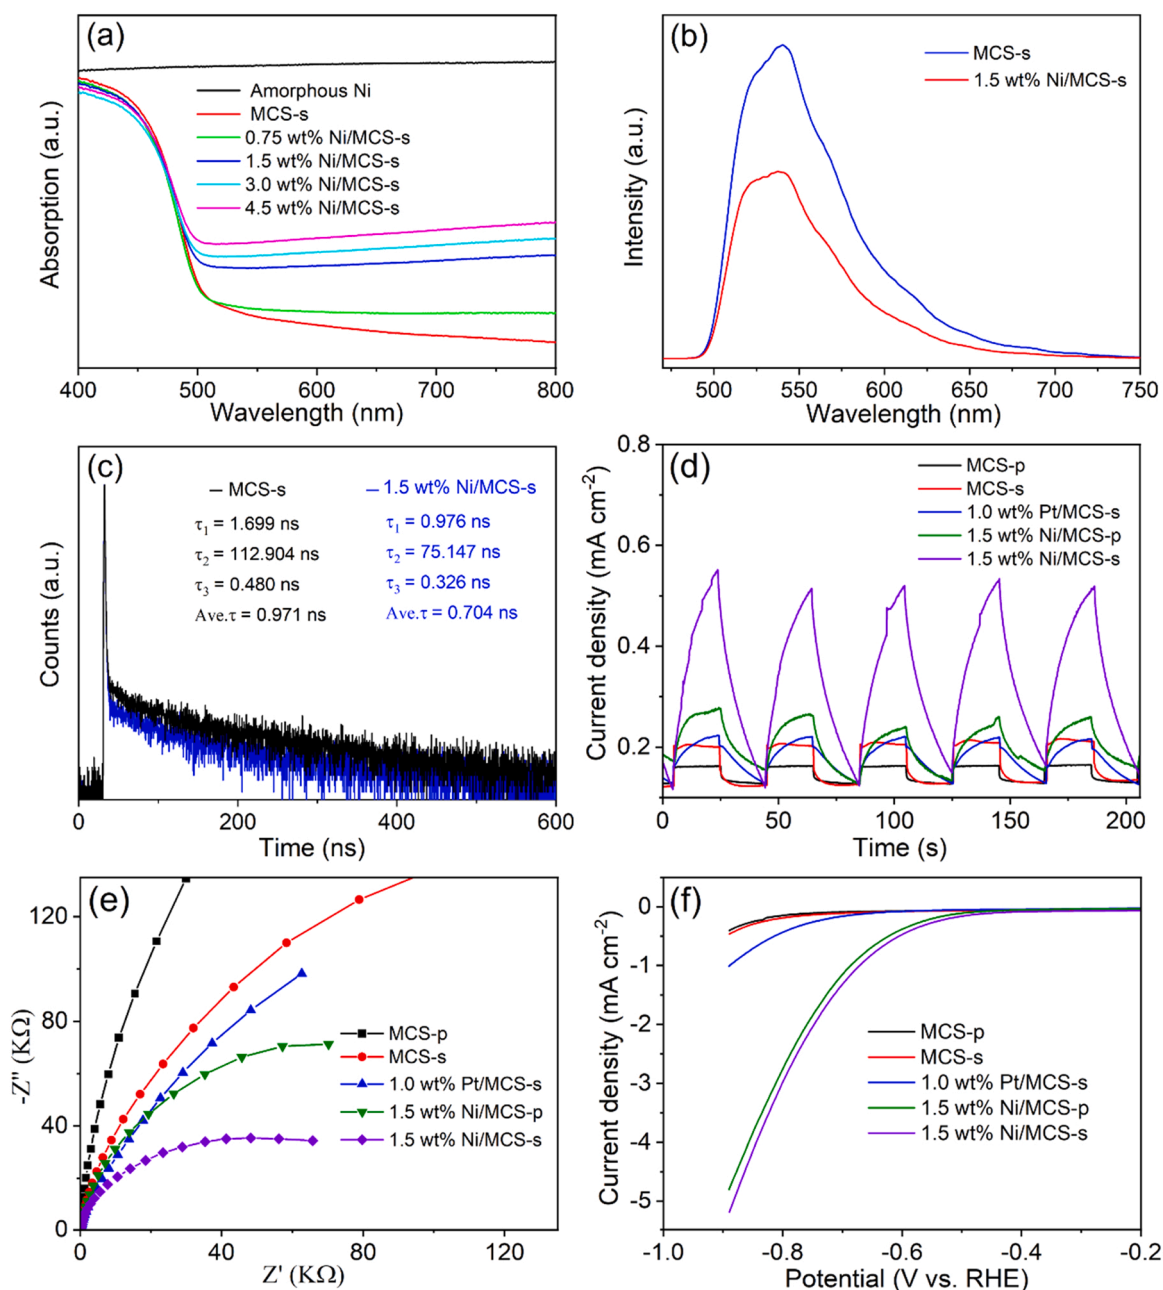 (a)
Amorphous Ni
MCS-s
0.75 wt% Ni/MCS-s
1.5 wt% Ni/MCS-s
3.0 wt% Ni/MCS-s
4.5 wt% Ni/MCS-s
Absorption (a.u.)
400 500 600 700 800
Wavelength (nm)
(b)
MCS-s
1.5 wt% Ni/MCS-s
Intensity (a.u.)
500 550 600 650 700 750
Wavelength (nm)
(c)
MCS-s
τ1 = 1.699 ns
τ2 = 112.904 ns
τ3 = 0.480 ns
Ave.τ = 0.971 ns
1.5 wt% Ni/MCS-s
τ1 = 0.976 ns
τ2 = 75.147 ns
τ3 = 0.326 ns
Ave.τ = 0.704 ns
Counts (a.u.)
0 200 400 600
Time (ns)
(d)
MCS-p
MCS-s
1.0 wt% Pt/MCS-s
1.5 wt% Ni/MCS-p
1.5 wt% Ni/MCS-s
Current density (mA cm-2)
0.8
0.6
0.4
0.2
0 50 100 150 200
Time (s)
(e)
MCS-p
MCS-s
1.0 wt% Pt/MCS-s
1.5 wt% Ni/MCS-p
1.5 wt% Ni/MCS-s
-Z" (KΩ)
120
80
40
0
0 40 80 120
Z' (KΩ)
(f)
MCS-p
MCS-s
1.0 wt% Pt/MCS-s
1.5 wt% Ni/MCS-p
1.5 wt% Ni/MCS-s
Current density (mA cm-2)
0
-1
-2
-3
-4
-5
-1.0 -0.8 -0.6 -0.4 -0.2
Potential (V vs. RHE)